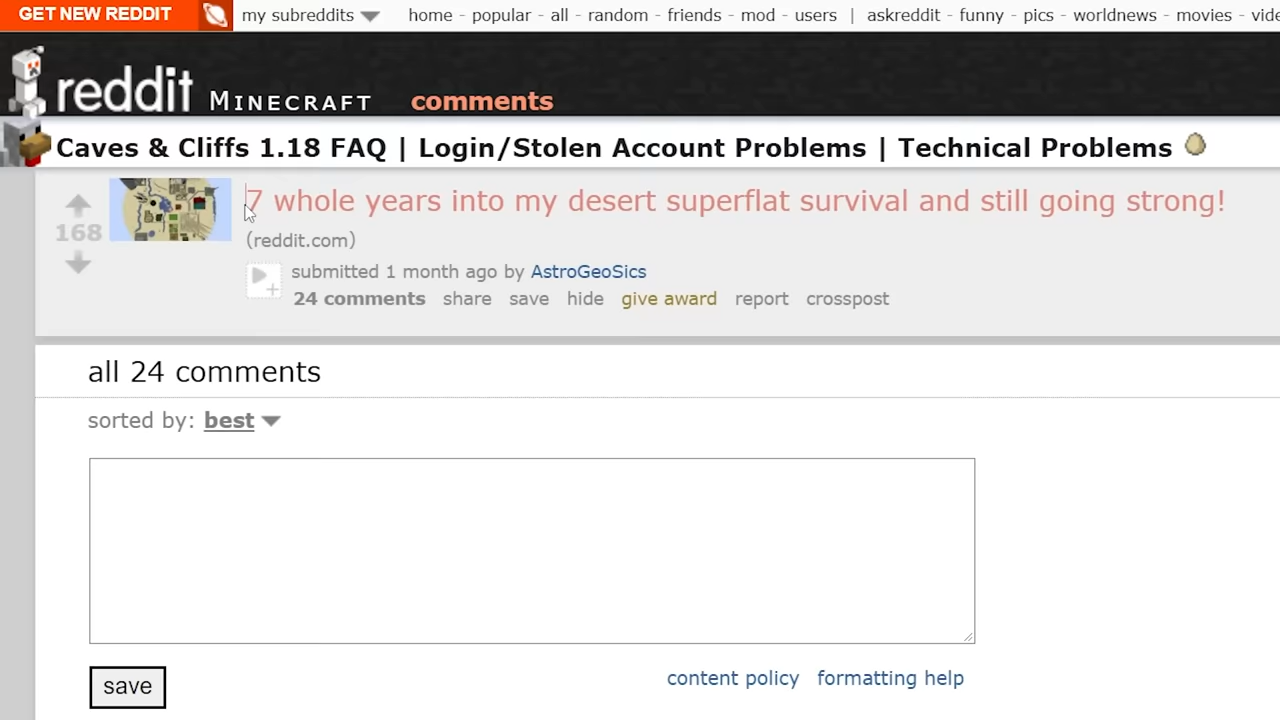 GET NEW REDDIT my subreddits home - popular - all - random - friends - mod - users | askreddit - funny - pics - worldnews - movies -
reddit MINECRAFT comments
Caves & Cliffs 1.18 FAQ | Login/Stolen Account Problems | Technical Problems
7 whole years into my desert superflat survival and still going strong!
168
(reddit.com)
submitted 1 month ago by AstroGeoSics
24 comments share save hide give award report crosspost
all 24 comments
sorted by: best
content policy formatting help
save